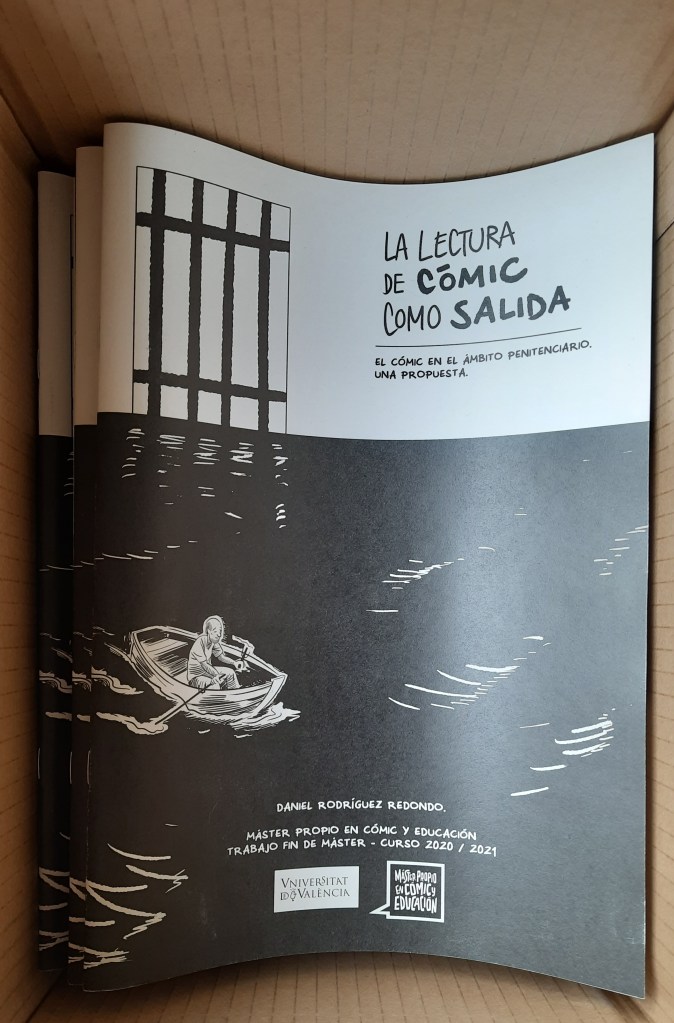 LA LECTURA
DE CÓMIC
COMO SALIDA
EL CÓMIC EN EL ÁMBITO PENITENCIARIO.
UNA PROPUESTA.
DANIEL RODRÍGUEZ REDONDO.
MÁSTER PROPIO EN CÓMIC Y EDUCACIÓN
TRABAJO FIN DE MÁSTER - CURSO 2020 / 2021
VNIVERSITAT
ID VALÈNCIA
MÁSTER PROPIO
EN CÓMIC Y
EDUCACIÓN